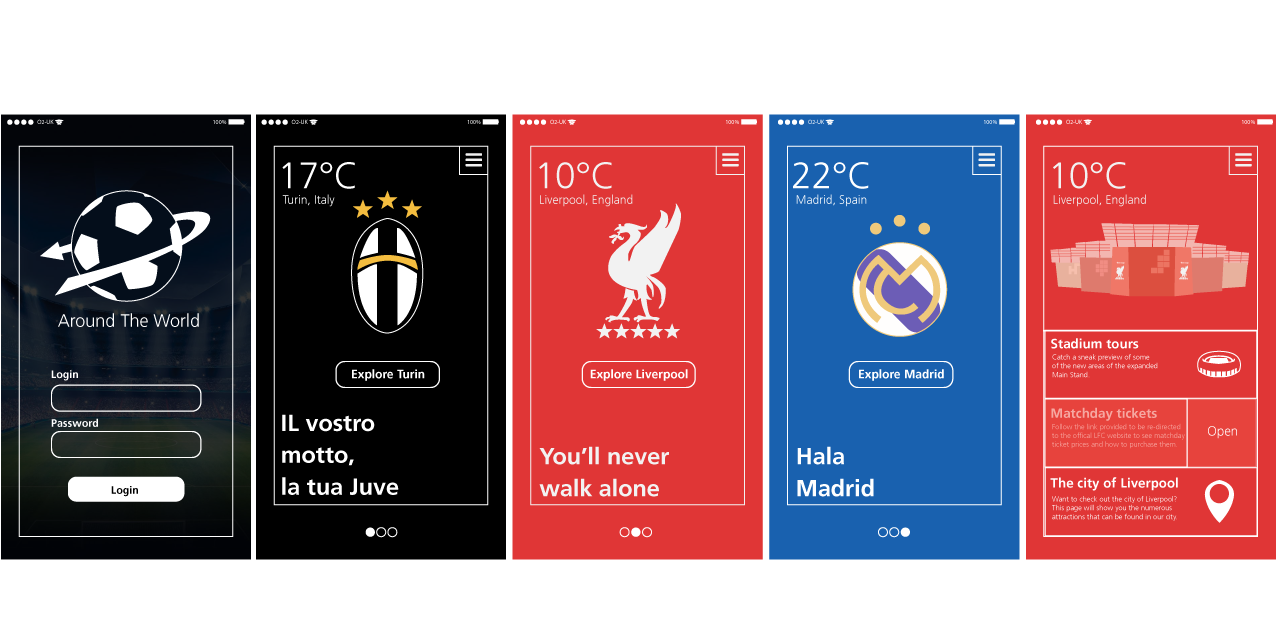 O2-UK 100%
Around The World
Login
Password
Login
O2-UK 100%
17°C
Turin, Italy
Explore Turin
IL vostro
motto,
la tua Juve
O2-UK 100%
10°C
Liverpool, England
Explore Liverpool
You'll never
walk alone
O2-UK 100%
22°C
Madrid, Spain
Explore Madrid
Hala
Madrid
O2-UK 100%
10°C
Liverpool, England
Stadium tours
Catch a sneak preview of some
of the new areas of the expanded
Main Stand.
Matchday tickets
Follow the link provided to be re-directed
to the offical LFC website to see matchday
ticket prices and how to purchase them.
Open
The city of Liverpool
Want to check out the city of Liverpool?
This page will show you the numerous
attractions that can be found in our city.